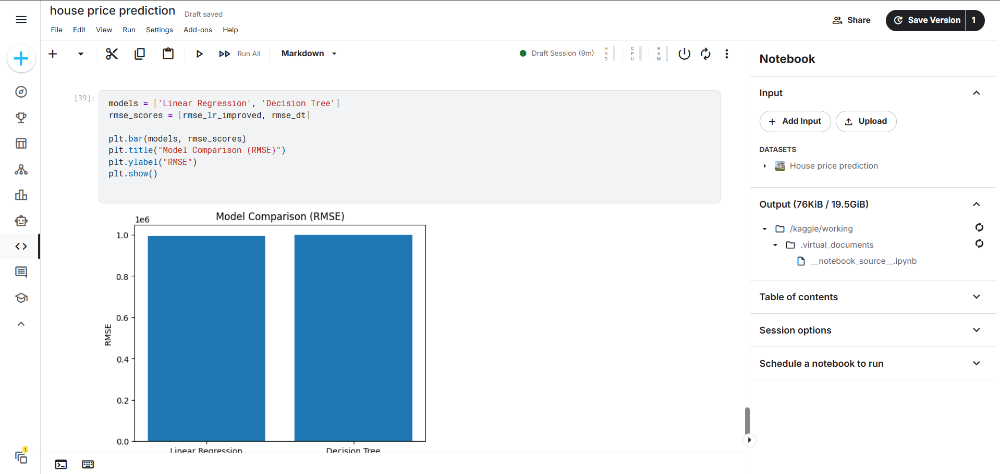 house price prediction
Draft saved
File Edit View Run Settings Add-ons Help
Share
Save Version 1
Run All
Markdown
Draft Session (9m)
HDD
CPU
RAM
[39]:
models = ['Linear Regression', 'Decision Tree']
rmse_scores = [rmse_lr_improved, rmse_dt]
plt.bar(models, rmse_scores)
plt.title("Model Comparison (RMSE)")
plt.ylabel("RMSE")
plt.show()
Model Comparison (RMSE)
1e6
1.0
0.8
0.6
0.4
0.2
0.0
RMSE
Linear Regression
Decision Tree
Notebook
Input
Add Input
Upload
DATASETS
House price prediction
Output (76KiB / 19.5GiB)
/kaggle/working
.virtual_documents
__notebook_source__.ipynb
Table of contents
Session options
Schedule a notebook to run
1